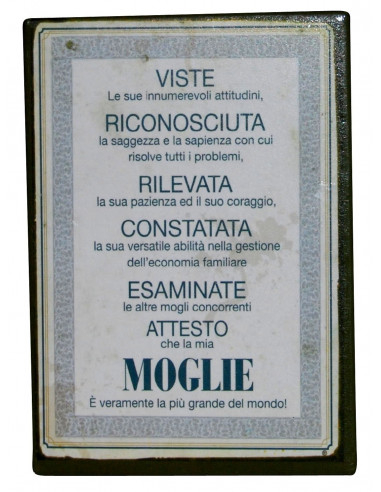 VISTE
Le sue innumerevoli attitudini,
RICONOSCIUTA
la saggezza e la sapienza con cui
risolve tutti i problemi,
RILEVATA
la sua pazienza ed il suo coraggio,
CONSTATATA
la sua versatile abilità nella gestione
dell'economia familiare
ESAMINATE
le altre mogli concorrenti
ATTESTO
che la mia
MOGLIE
È veramente la più grande del mondo!